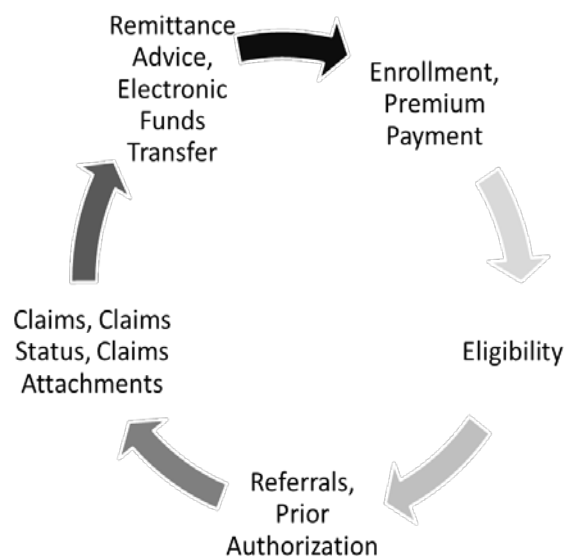 Remittance
Advice,
Electronic
Funds
Transfer
Enrollment,
Premium
Payment
Eligibility
Referrals,
Prior
Authorization
Claims, Claims
Status, Claims
Attachments